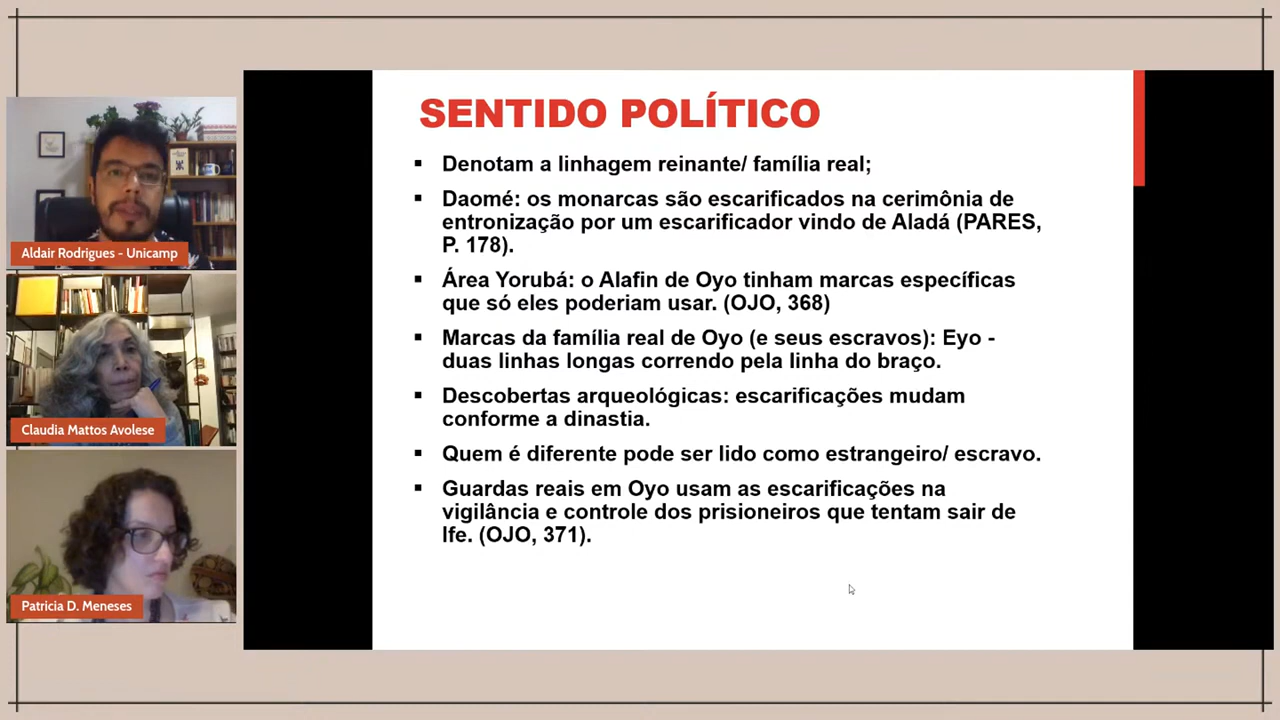 SENTIDO POLÍTICO
▪ Denotam a linhagem reinante/ família real;
▪ Daomé: os monarcas são escarificados na cerimônia de
entronização por um escarificador vindo de Aladá (PARES,
P. 178).
▪ Área Yorubá: o Alafin de Oyo tinham marcas específicas
que só eles poderiam usar. (OJO, 368)
▪ Marcas da família real de Oyo (e seus escravos): Eyo -
duas linhas longas correndo pela linha do braço.
▪ Descobertas arqueológicas: escarificações mudam
conforme a dinastia.
▪ Quem é diferente pode ser lido como estrangeiro/ escravo.
▪ Guardas reais em Oyo usam as escarificações na
vigilância e controle dos prisioneiros que tentam sair de
Ife. (OJO, 371).
Aldair Rodrigues - Unicamp
Claudia Mattos Avolese
Patricia D. Meneses